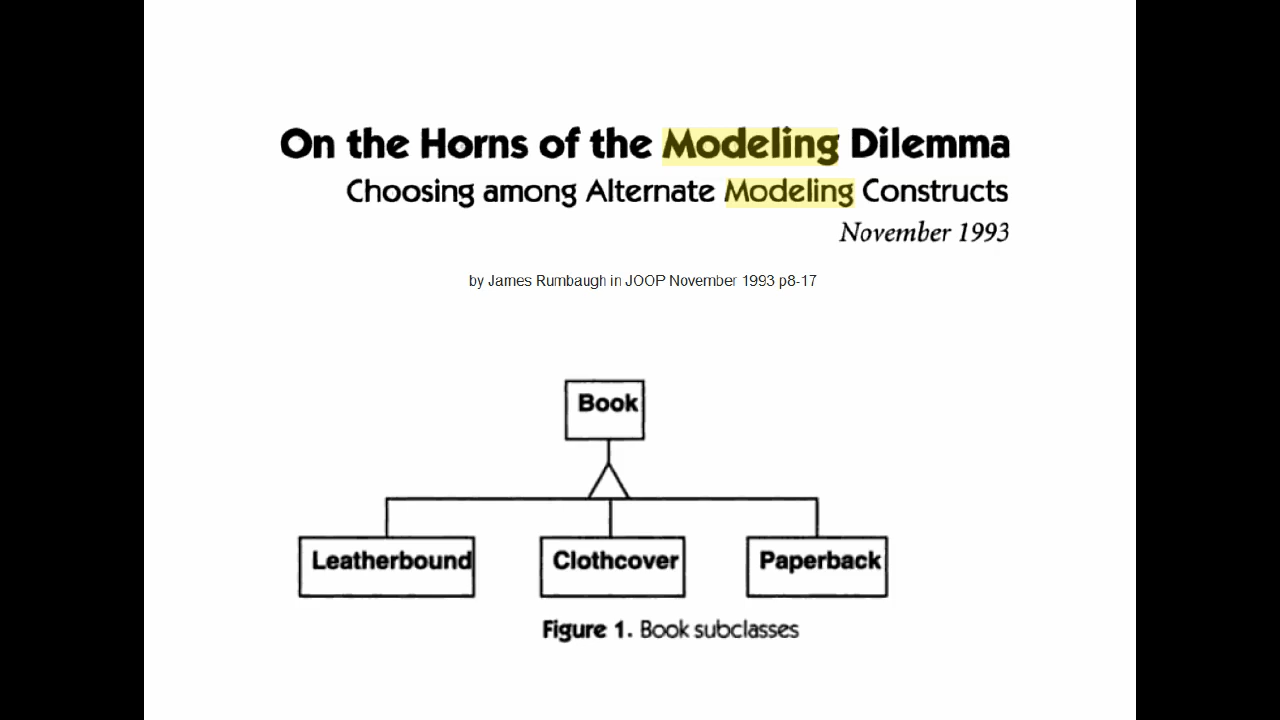 On the Horns of the Modeling Dilemma
Choosing among Alternate Modeling Constructs
November 1993
by James Rumbaugh in JOOP November 1993 p8-17
Book
Leatherbound Clothcover Paperback
Figure 1. Book subclasses